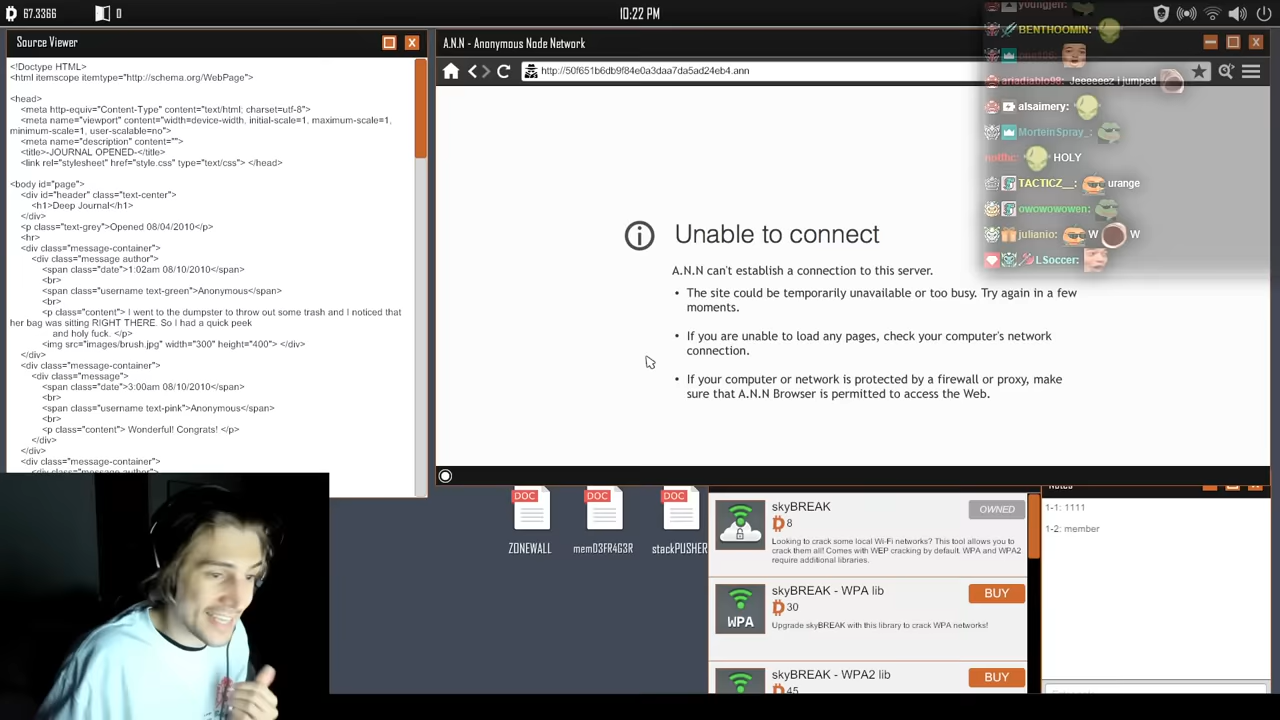 67.3366
0
10:22 PM
Source Viewer
<!Doctype HTML>
<html itemscope itemtype="http://schema.org/WebPage">
<head>
<meta http-equiv="Content-Type" content="text/html; charset=utf-8">
<meta name="viewport" content="width=device-width, initial-scale=1, maximum-scale=1,
minimum-scale=1, user-scalable=no">
<meta name="description" content="">
<title>-JOURNAL OPENED-</title>
<link rel="stylesheet" href="style.css" type="text/css"> </head>
<body id="page">
<div id="header" class="text-center">
<h1>Deep Journal</h1>
</div>
<p class="text-grey">Opened 08/04/2010</p>
<hr>
<div class="message-container">
<div class="message author">
<span class="date">1:02am 08/10/2010</span>
<br>
<span class="username text-green">Anonymous</span>
<br>
<p class="content"> I went to the dumpster to throw out some trash and I noticed that
her bag was sitting RIGHT THERE. So I had a quick peek
and holy fuck. </p>
<img src="images/brush.jpg" width="300" height="400"> </div>
</div>
<div class="message-container">
<div class="message">
<span class="date">3:00am 08/10/2010</span>
<br>
<span class="username text-pink">Anonymous</span>
<br>
<p class="content"> Wonderful! Congrats! </p>
</div>
</div>
<div class="message-container">
<div class="message author">
A.N.N - Anonymous Node Network
http://50f651b6db9f84e0a3daa7da5ad24eb4.ann
Unable to connect
A.N.N can't establish a connection to this server.
• The site could be temporarily unavailable or too busy. Try again in a few
moments.
• If you are unable to load any pages, check your computer's network
connection.
• If your computer or network is protected by a firewall or proxy, make
sure that A.N.N Browser is permitted to access the Web.
BENTHOOMIN:
ariadiablo98: Jeeeeeez i jumped
alsaimery:
MorteinSpray_:
HOLY
TACTICZ__: urange
owowowowen:
julianio: W W
LSoccer:
DOC
ZONEWALL
DOC
memD3FR4G3R
DOC
stackPUSHER
skyBREAK
8
OWNED
Looking to crack some local Wi-Fi networks? This tool allows you to
crack them all! Comes with WEP cracking by default. WPA and WPA2
require additional libraries.
WPA
skyBREAK - WPA lib
30
BUY
Upgrade skyBREAK with this library to crack WPA networks!
skyBREAK - WPA2 lib
45
BUY
Notes
1-1: 1111
1-2: member